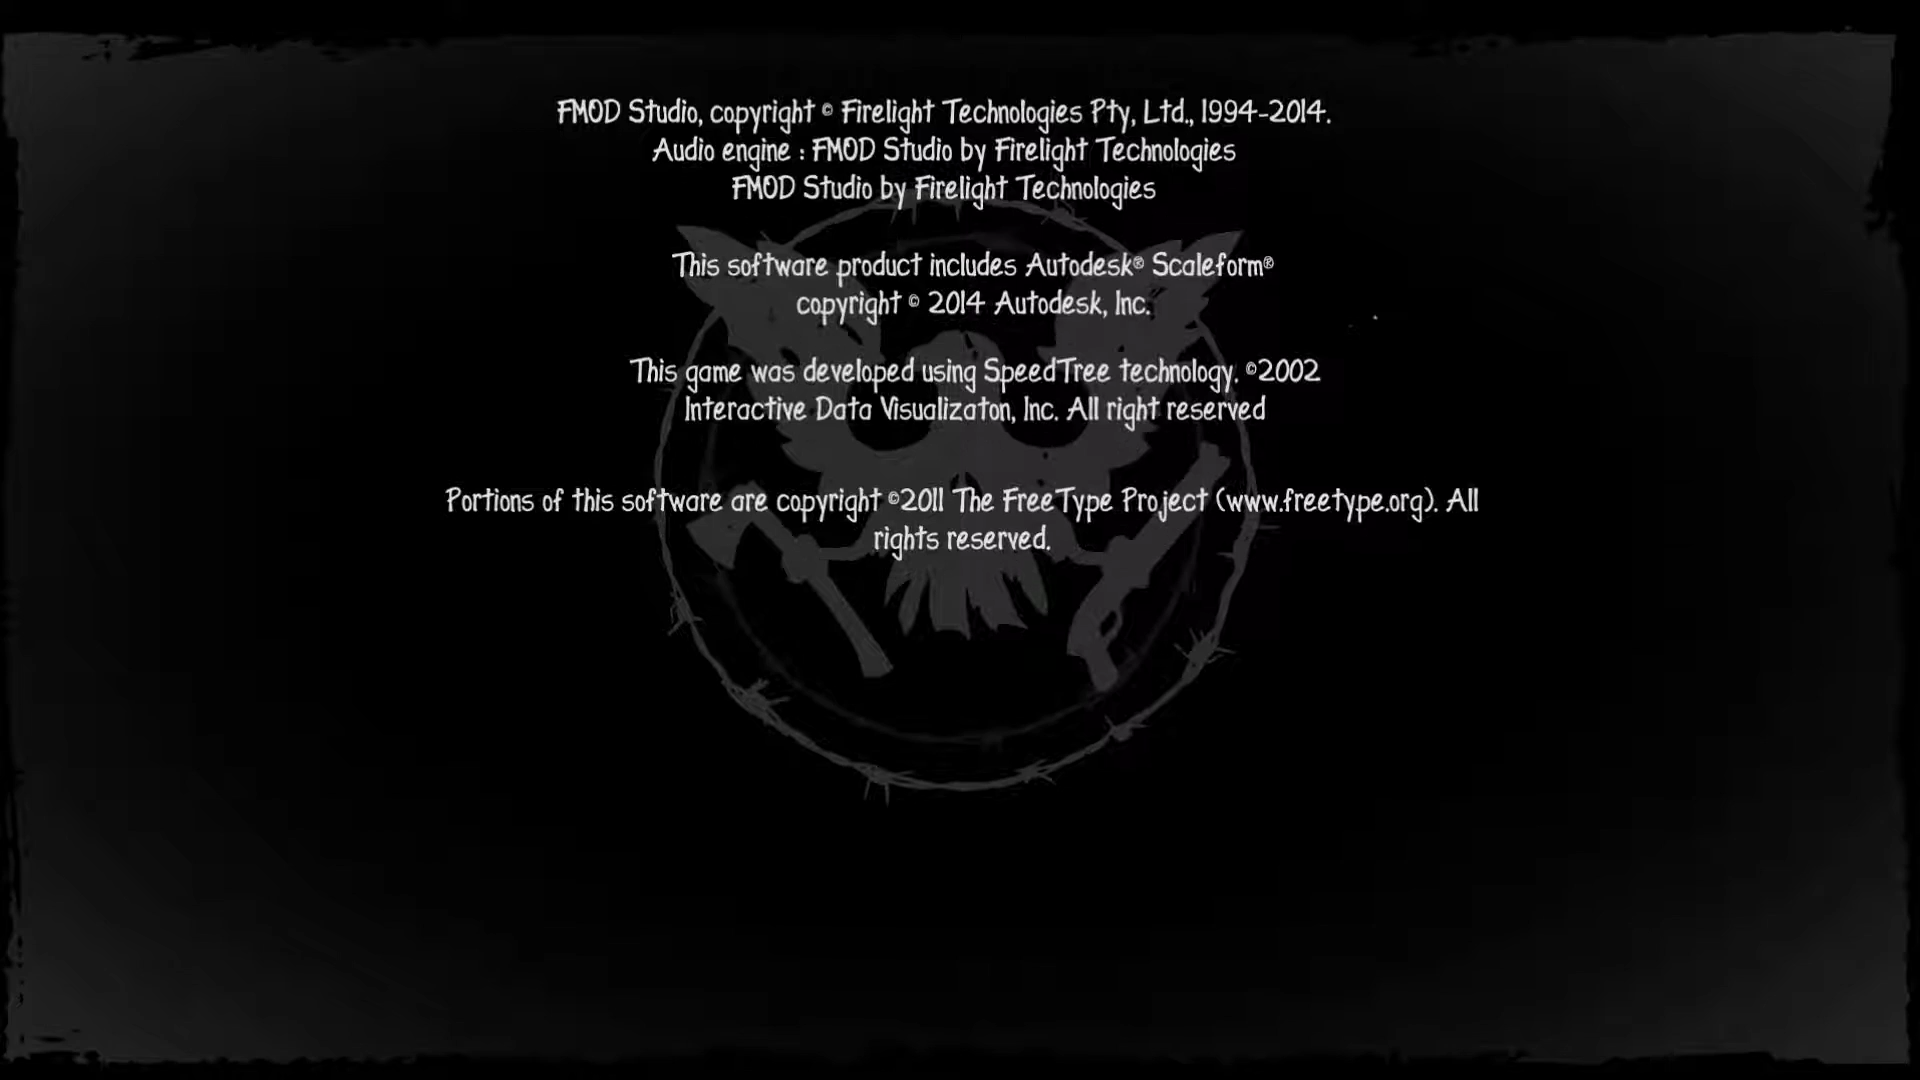 FMOD Studio, copyright © Firelight Technologies Pty, Ltd., 1994-2014.
Audio engine : FMOD Studio by Firelight Technologies
FMOD Studio by Firelight Technologies
This software product includes Autodesk® Scaleform®
copyright © 2014 Autodesk, Inc.
This game was developed using SpeedTree technology. ©2002
Interactive Data Visualizaton, Inc. All right reserved
Portions of this software are copyright ©2011 The FreeType Project (www.freetype.org). All
rights reserved.